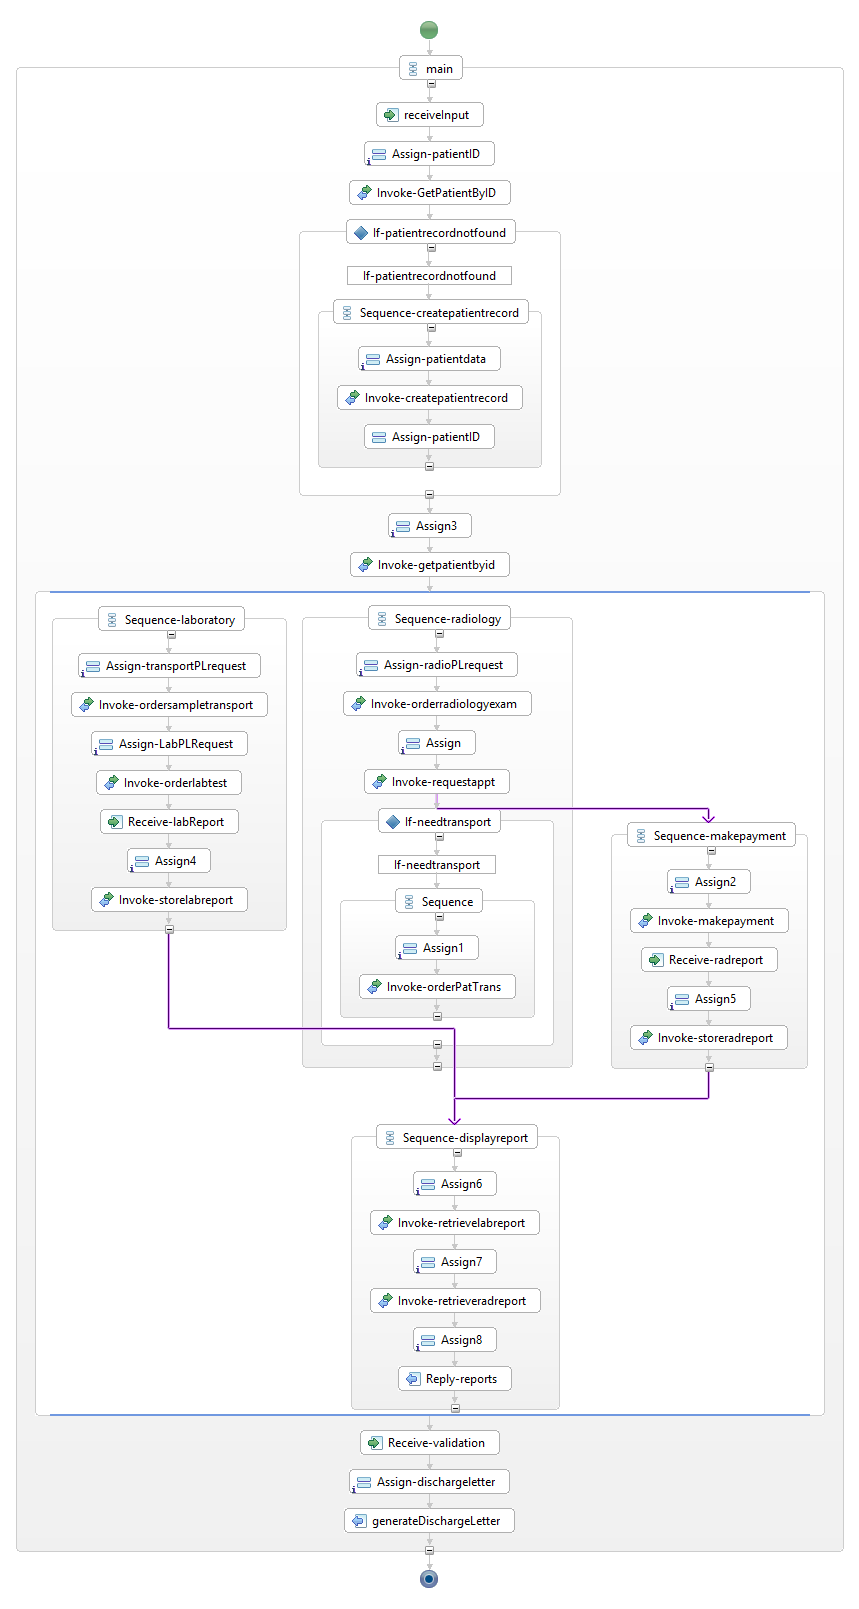 main
receiveInput
Assign-patientID
Invoke-GetPatientByID
If-patientrecordnotfound
If-patientrecordnotfound
Sequence-createpatientrecord
Assign-patientdata
Invoke-createpatientrecord
Assign-patientID
Assign3
Invoke-getpatientbyid
Sequence-laboratory
Assign-transportPLrequest
Invoke-ordersampletransport
Assign-LabPLRequest
Invoke-orderlabtest
Receive-labReport
Assign4
Invoke-storelabreport
Sequence-radiology
Assign-radioPLrequest
Invoke-orderradiologyexam
Assign
Invoke-requestappt
If-needtransport
If-needtransport
Sequence
Assign1
Invoke-orderPatTrans
Sequence-makepayment
Assign2
Invoke-makepayment
Receive-radreport
Assign5
Invoke-storeradreport
Sequence-displayreport
Assign6
Invoke-retrievelabreport
Assign7
Invoke-retrieveradreport
Assign8
Reply-reports
Receive-validation
Assign-dischargeletter
generateDischargeLetter